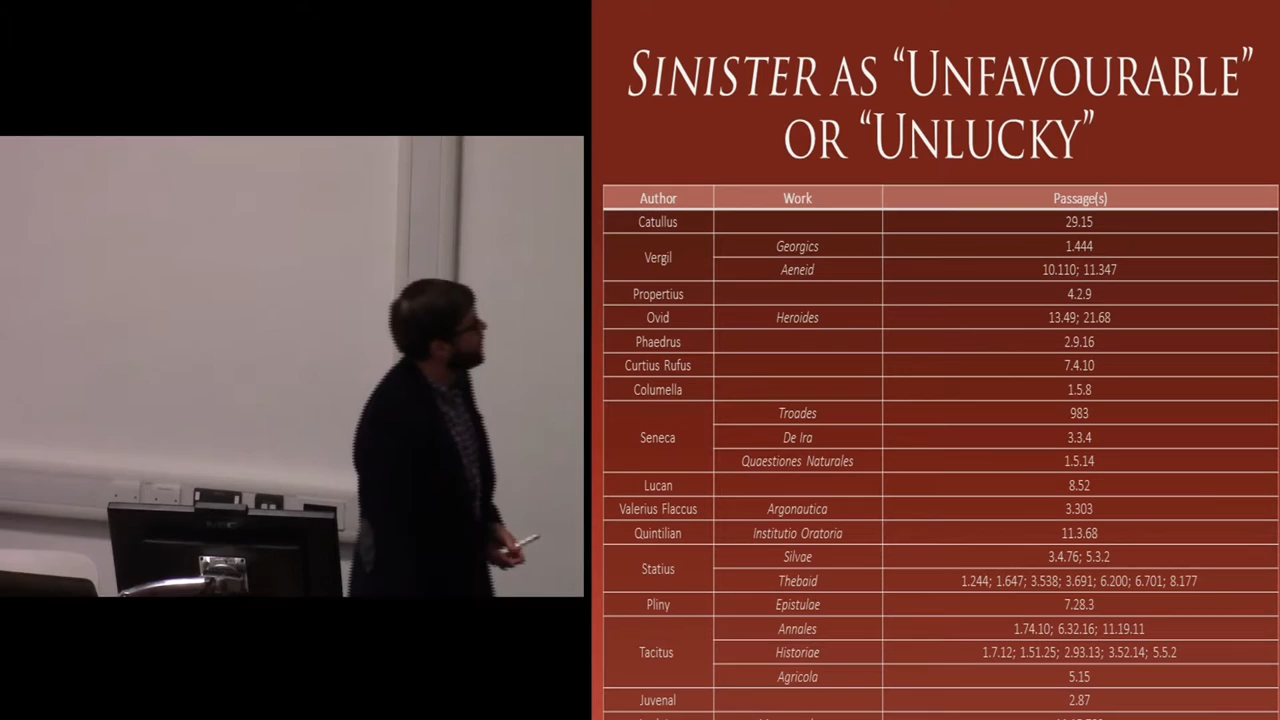 SINISTER AS “UNFAVOURABLE”
OR “UNLUCKY”
Author Work Passage(s)
Catullus 29.15
Vergil Georgics 1.444
Aeneid 10.110; 11.347
Propertius 4.2.9
Ovid Heroides 13.49; 21.68
Phaedrus 2.9.16
Curtius Rufus 7.4.10
Columella 1.5.8
Seneca Troades 983
De Ira 3.3.4
Quaestiones Naturales 1.5.14
Lucan 8.52
Valerius Flaccus Argonautica 3.303
Quintilian Institutio Oratoria 11.3.68
Statius Silvae 3.4.76; 5.3.2
Thebaid 1.244; 1.647; 3.538; 3.691; 6.200; 6.701; 8.177
Pliny Epistulae 7.28.3
Tacitus Annales 1.74.10; 6.32.16; 11.19.11
Historiae 1.7.12; 1.51.25; 2.93.13; 3.52.14; 5.5.2
Agricola 5.15
Juvenal 2.87